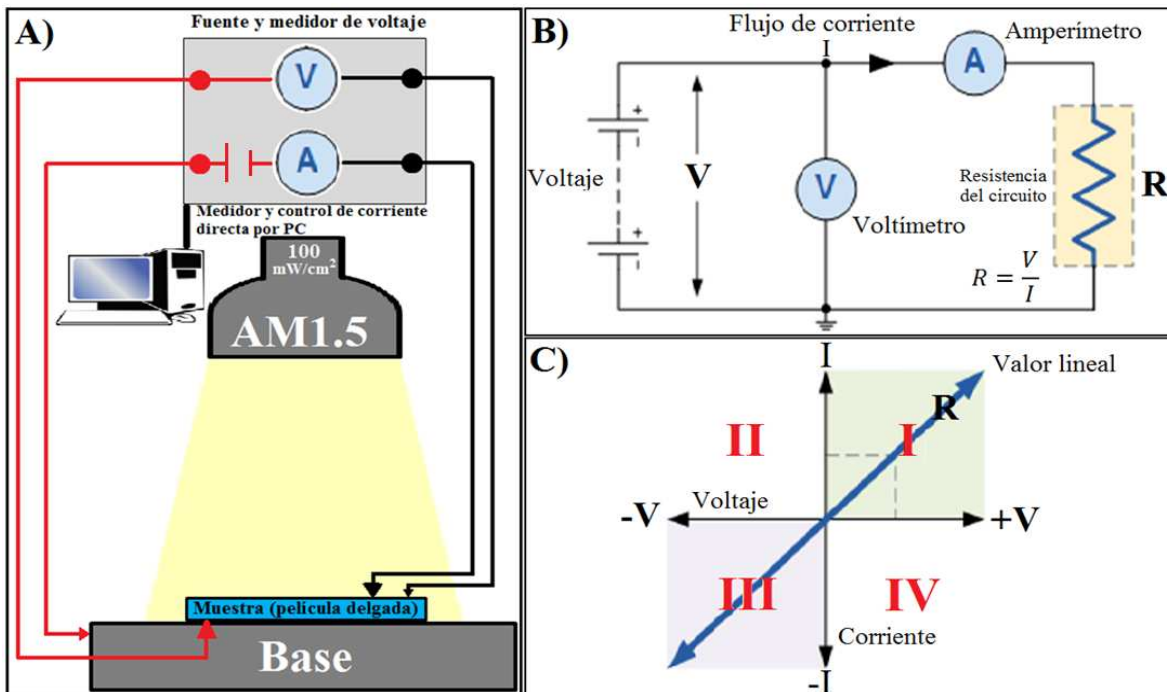 A)
Fuente y medidor de voltaje
V
A
Medidor y control de corriente
directa por PC
100
mW/cm²
AM1.5
Muestra (película delgada)
Base
B)
Flujo de corriente
I
Amperímetro
A
+
-
Voltaje
V
V
Voltímetro
+
-
Resistencia
del circuito
R
R = V/I
C)
I
Valor lineal
R
II
I
Voltaje
-V
+V
III
IV
Corriente
-I